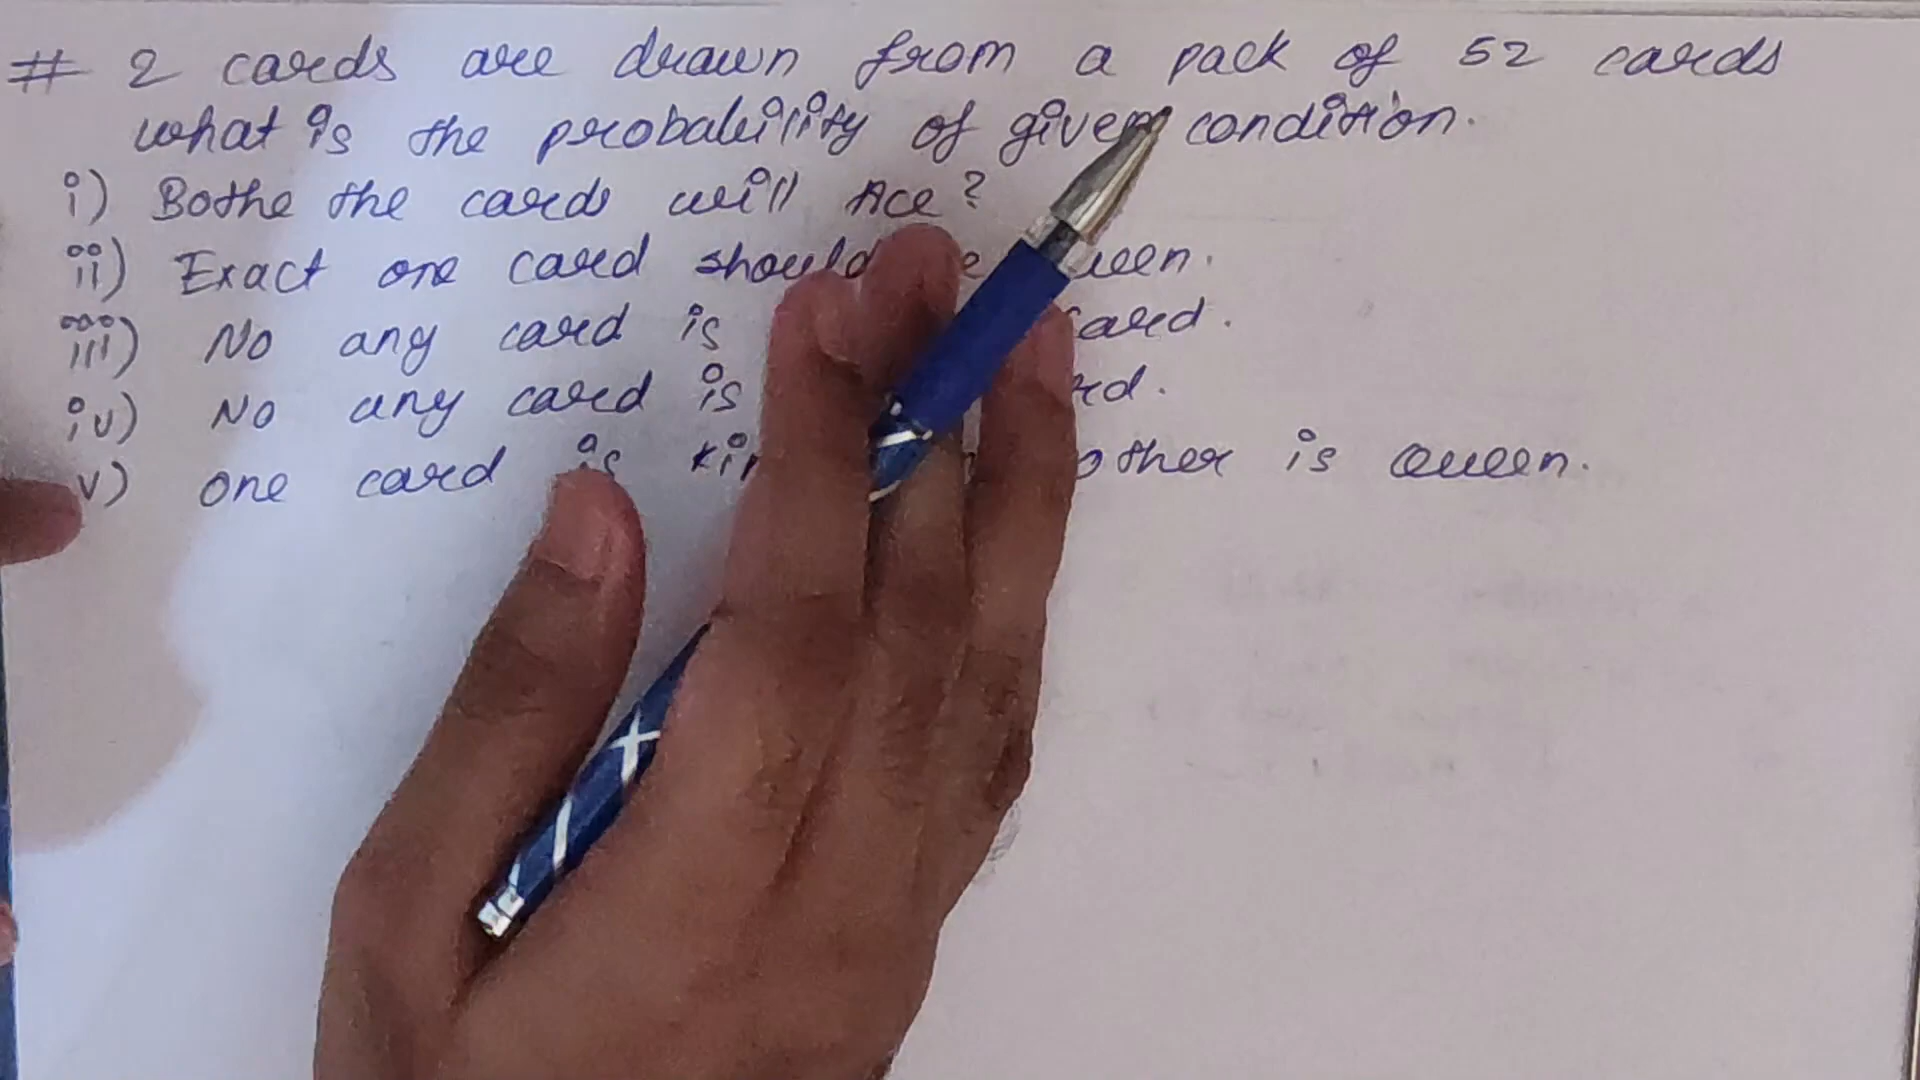 # 2 cards are drawn from a pack of 52 cards
what is the probability of given condition.
i) Bothe the cards will Ace?
ii) Exact one card should
iii) No any card is card.
iv) No any card is
v) one card is other is Queen.